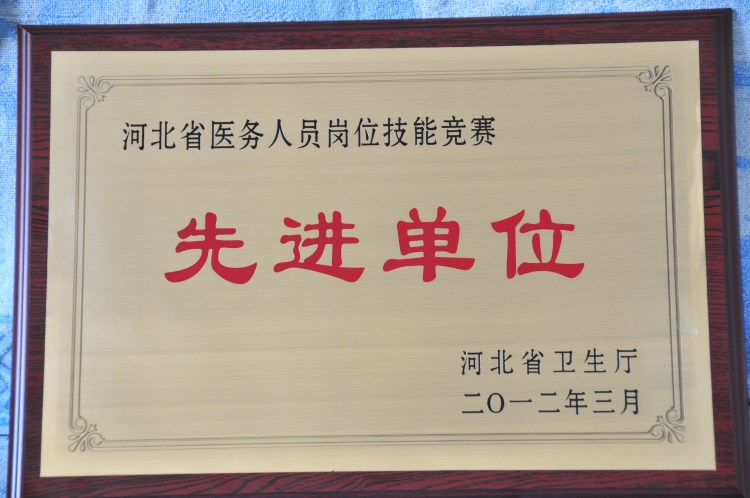 河北省医务人员岗位技能竞赛
先进单位
河北省卫生厅
二O一二年三月